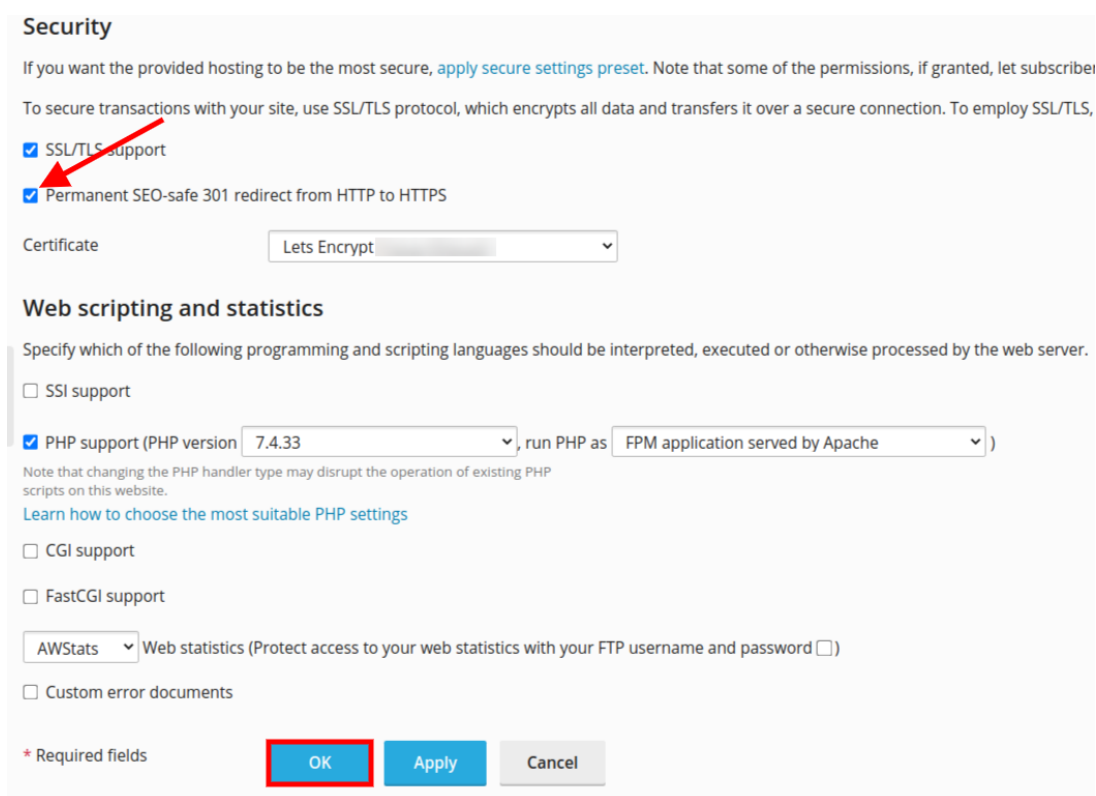 Security
If you want the provided hosting to be the most secure, apply secure settings preset. Note that some of the permissions, if granted, let subscriber
To secure transactions with your site, use SSL/TLS protocol, which encrypts all data and transfers it over a secure connection. To employ SSL/TLS,
SSL/TLS support
Permanent SEO-safe 301 redirect from HTTP to HTTPS
Certificate Lets Encrypt
Web scripting and statistics
Specify which of the following programming and scripting languages should be interpreted, executed or otherwise processed by the web server.
SSI support
PHP support (PHP version 7.4.33 , run PHP as FPM application served by Apache )
Note that changing the PHP handler type may disrupt the operation of existing PHP
scripts on this website.
Learn how to choose the most suitable PHP settings
CGI support
FastCGI support
AWStats Web statistics (Protect access to your web statistics with your FTP username and password )
Custom error documents
* Required fields OK Apply Cancel